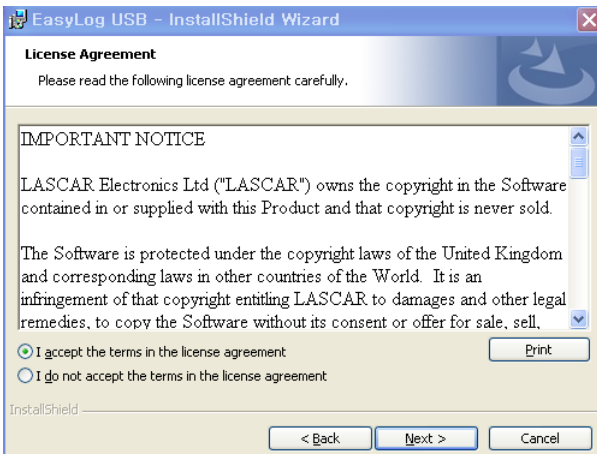 EasyLog USB - InstallShield Wizard
License Agreement
Please read the following license agreement carefully.
IMPORTANT NOTICE
LASCAR Electronics Ltd ("LASCAR") owns the copyright in the Software
contained in or supplied with this Product and that copyright is never sold.
The Software is protected under the copyright laws of the United Kingdom
and corresponding laws in other countries of the World.  It is an
infringement of that copyright entitling LASCAR to damages and other legal
remedies, to copy the Software without its consent or offer for sale, sell,
I accept the terms in the license agreement
Print
I do not accept the terms in the license agreement
InstallShield
< Back
Next >
Cancel